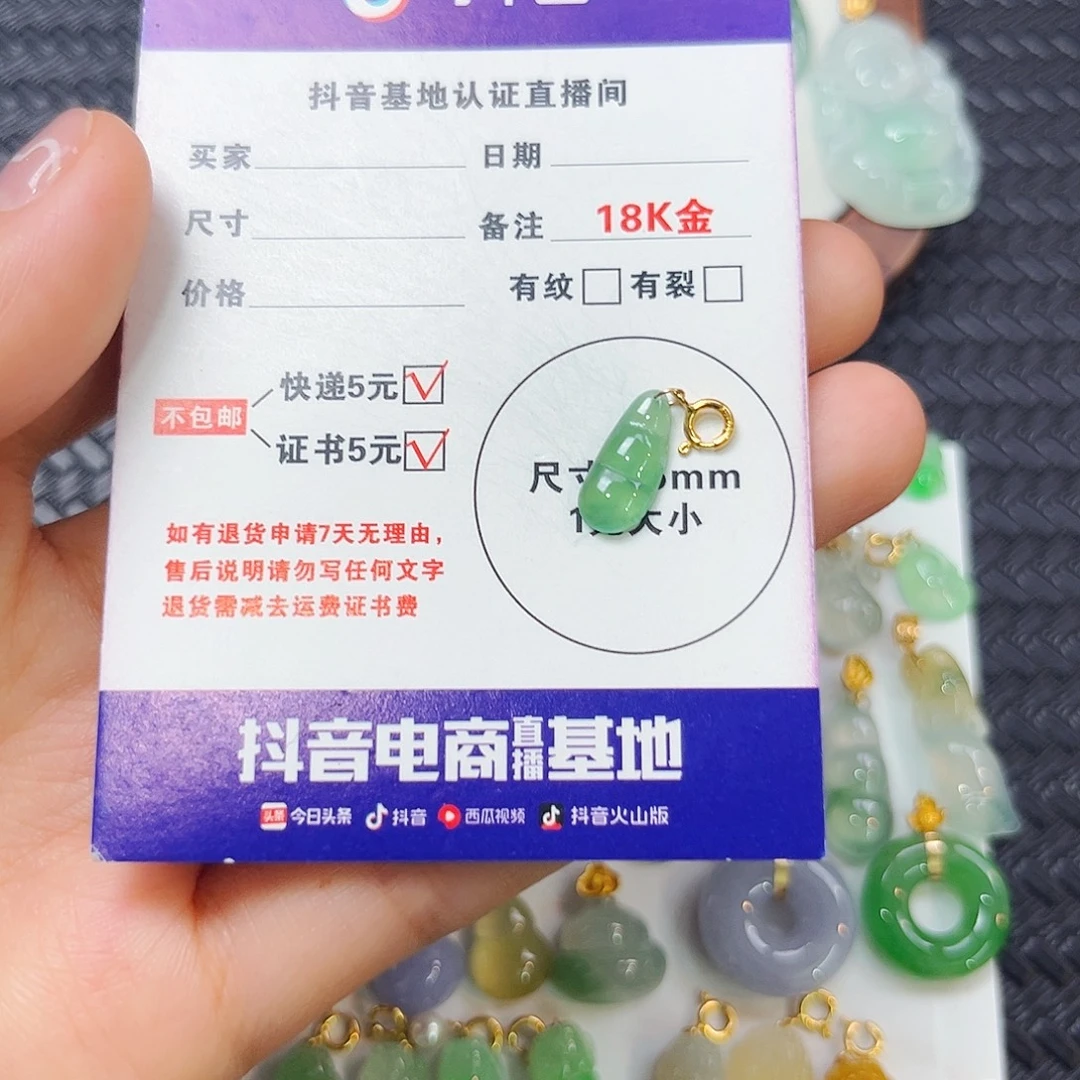 抖音基地认证直播间
买家 日期
尺寸 备注 18K金
价格 有纹 有裂
不包邮 快递5元
证书5元
尺 mm
1 大小
如有退货申请7天无理由,
售后说明请勿写任何文字
退货需减去运费证书费
抖音电商直播基地
头条 今日头条 抖音 西瓜视频 抖音火山版